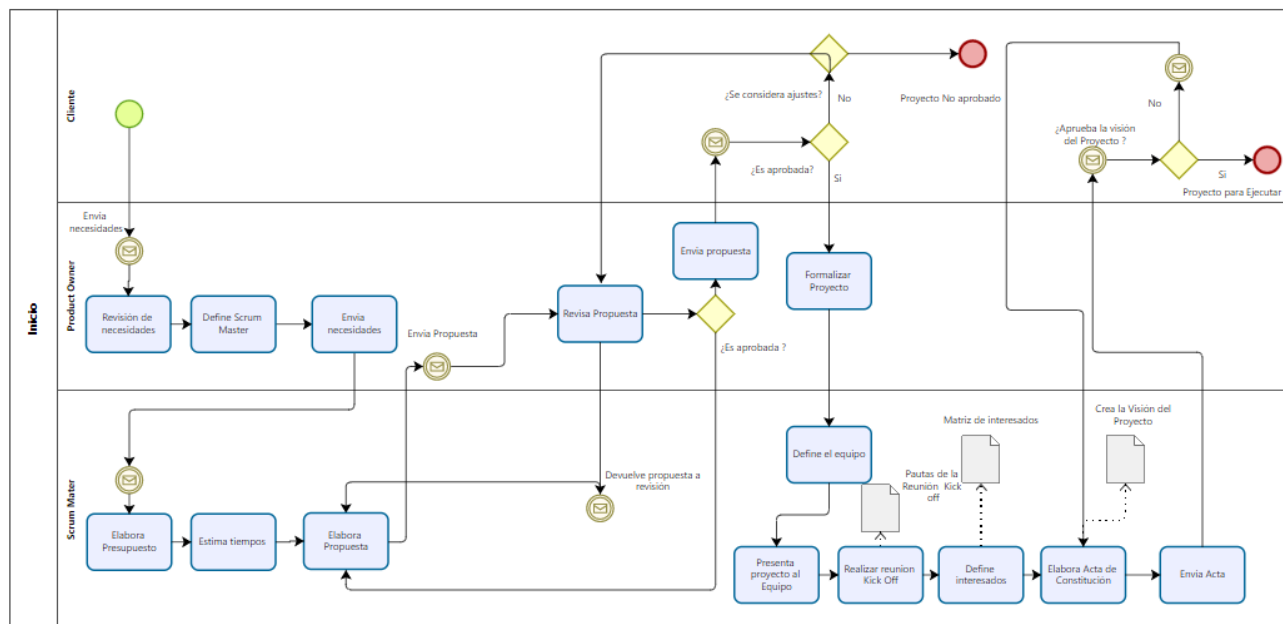 Inicio
Cliente
¿Se considera ajustes?
No
Proyecto No aprobado
¿Es aprobada?
Si
¿Aprueba la visión
del Proyecto ?
No
Si
Proyecto para Ejecutar
Product Owner
Envia
necesidades
Revisión de
necesidades
Define Scrum
Master
Envia
necesidades
Envia Propuesta
Revisa Propuesta
Envia propuesta
¿Es aprobada ?
Formalizar
Proyecto
Scrum Mater
Elabora
Presupuesto
Estima tiempos
Elabora
Propuesta
Devuelve propuesta a
revisión
Define el equipo
Pautas de la
Reunión Kick
off
Matriz de interesados
Crea la Visión del
Proyecto
Presenta
proyecto al
Equipo
Realizar reunion
Kick Off
Define
interesados
Elabora Acta de
Constitución
Envia Acta